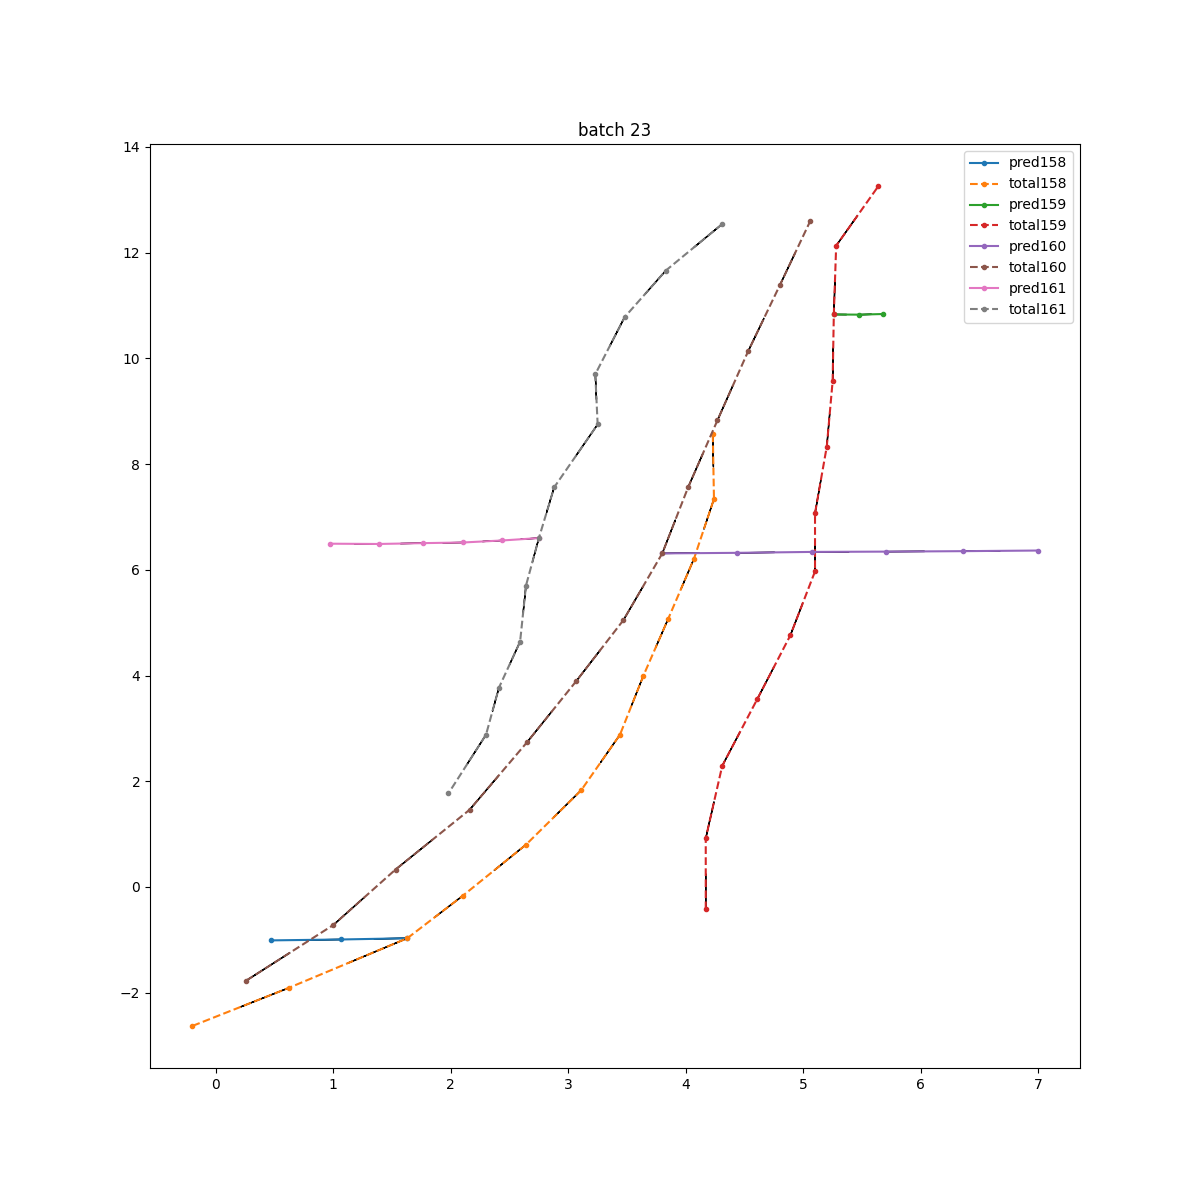 batch 23
14
12
10
8
6
4
2
0
−2
0 1 2 3 4 5 6 7
pred158
total158
pred159
total159
pred160
total160
pred161
total161